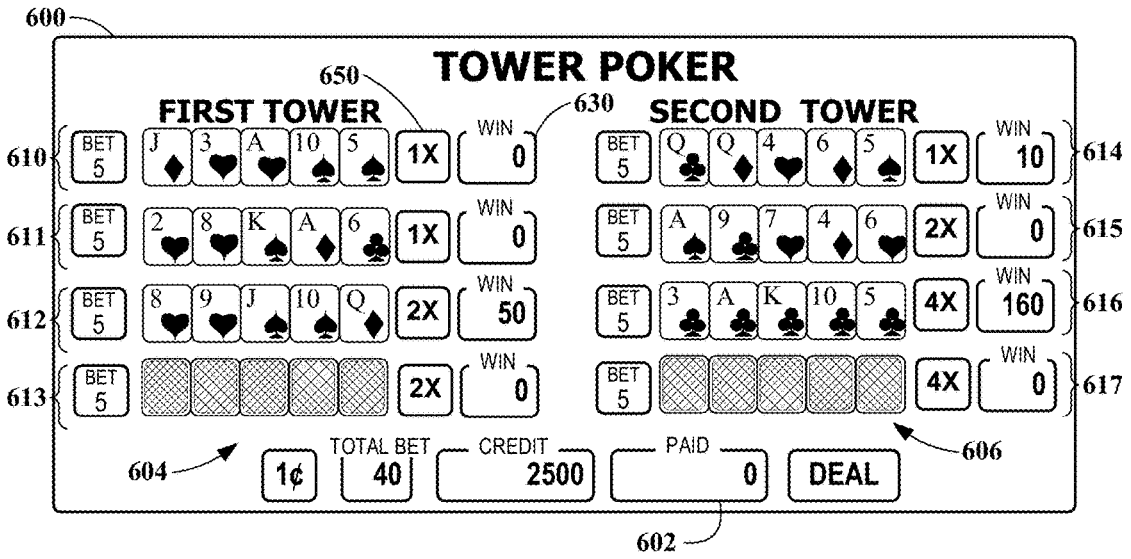 600
TOWER POKER
650
FIRST TOWER
630
SECOND TOWER
610
BET
5
J 3 A 10 5
1X
WIN
0
BET
5
Q Q 4 6 5
1X
WIN
10
614
611
BET
5
2 8 K A 6
1X
WIN
0
BET
5
A 9 7 4 6
2X
WIN
0
615
612
BET
5
8 9 J 10 Q
2X
WIN
50
BET
5
3 A K 10 5
4X
WIN
160
616
613
BET
5
2X
WIN
0
BET
5
4X
WIN
0
617
604
1¢
TOTAL BET
40
CREDIT
2500
PAID
0
DEAL
606
602